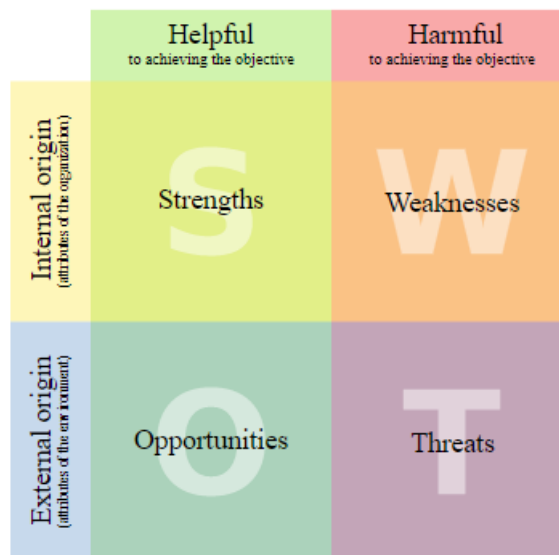 Helpful
to achieving the objective
Harmful
to achieving the objective
Internal origin
(attributes of the organization)
S
Strengths
W
Weaknesses
External origin
(attributes of the environment)
O
Opportunities
T
Threats